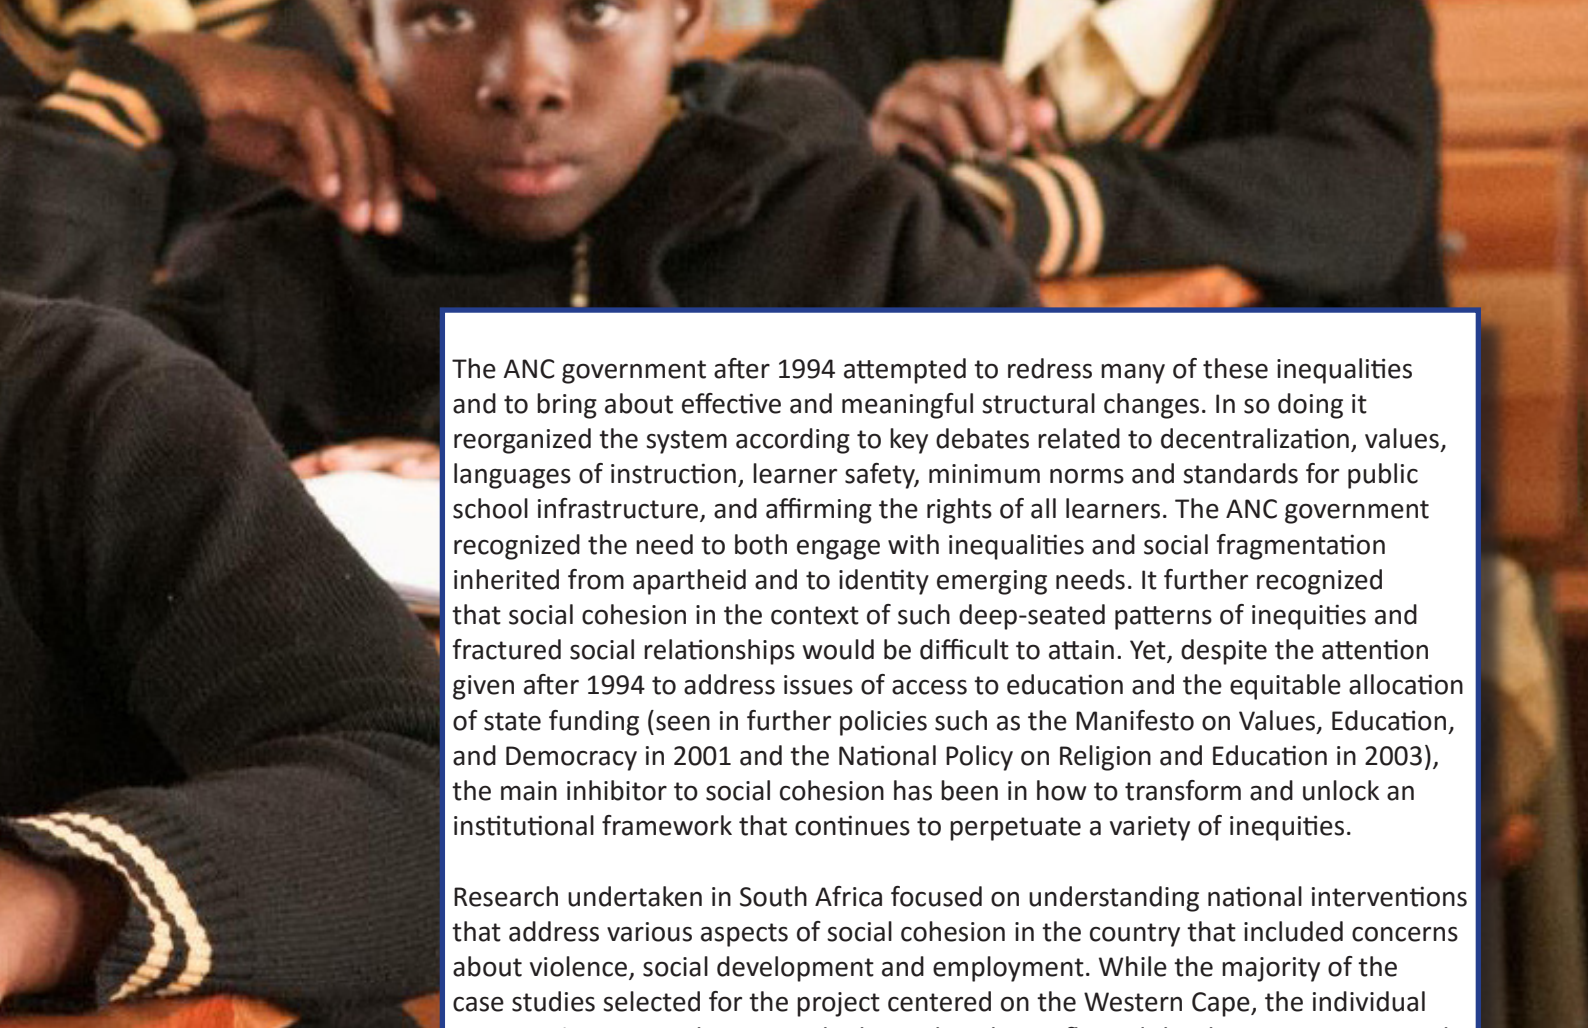 The ANC government after 1994 attempted to redress many of these inequalities
and to bring about effective and meaningful structural changes. In so doing it
reorganized the system according to key debates related to decentralization, values,
languages of instruction, learner safety, minimum norms and standards for public
school infrastructure, and affirming the rights of all learners. The ANC government
recognized the need to both engage with inequalities and social fragmentation
inherited from apartheid and to identity emerging needs. It further recognized
that social cohesion in the context of such deep-seated patterns of inequities and
fractured social relationships would be difficult to attain. Yet, despite the attention
given after 1994 to address issues of access to education and the equitable allocation
of state funding (seen in further policies such as the Manifesto on Values, Education,
and Democracy in 2001 and the National Policy on Religion and Education in 2003),
the main inhibitor to social cohesion has been in how to transform and unlock an
institutional framework that continues to perpetuate a variety of inequities.
Research undertaken in South Africa focused on understanding national interventions
that address various aspects of social cohesion in the country that included concerns
about violence, social development and employment. While the majority of the
case studies selected for the project centered on the Western Cape, the individual